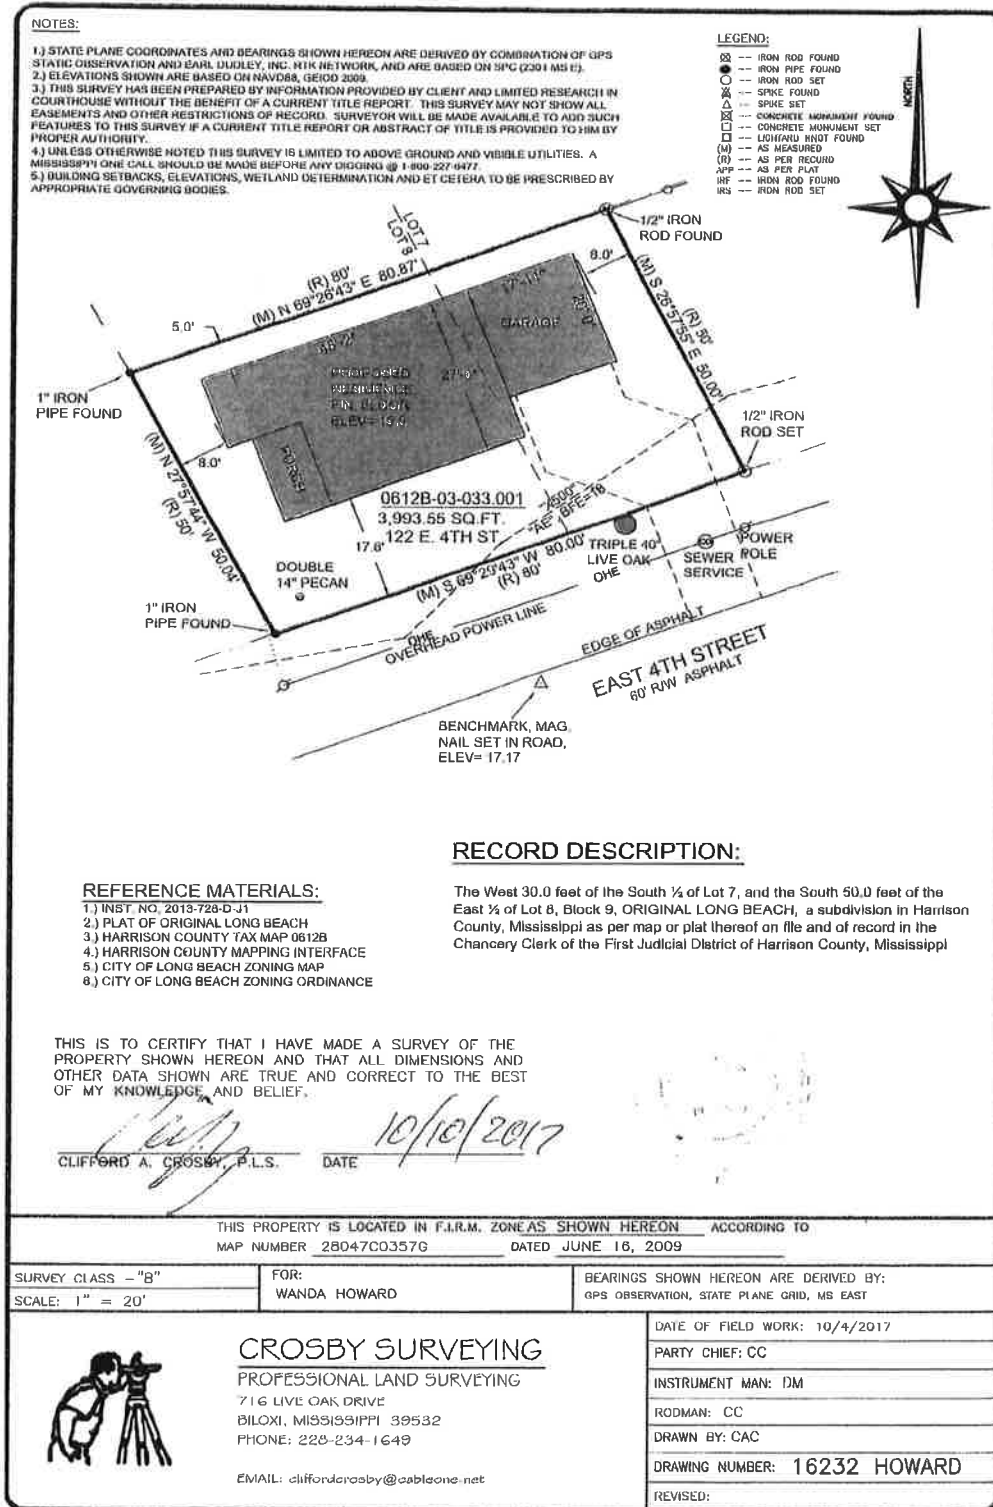 NOTES:
1.) STATE PLANE COORDINATES AND BEARINGS SHOWN HEREON ARE DERIVED BY COMBINATION OF GPS
STATIC OBSERVATION AND EARL DUDLEY, INC. RTK NETWORK, AND ARE BASED ON SPC (2301 MS E).
2.) ELEVATIONS SHOWN ARE BASED ON NAVD88, GEIOD 2009.
3.) THIS SURVEY HAS BEEN PREPARED BY INFORMATION PROVIDED BY CLIENT AND LIMITED RESEARCH IN
COURTHOUSE WITHOUT THE BENEFIT OF A CURRENT TITLE REPORT. THIS SURVEY MAY NOT SHOW ALL
EASEMENTS AND OTHER RESTRICTIONS OF RECORD. SURVEYOR WILL BE MADE AVAILABLE TO ADD SUCH
FEATURES TO THIS SURVEY IF A CURRENT TITLE REPORT OR ABSTRACT OF TITLE IS PROVIDED TO HIM BY
PROPER AUTHORITY.
4.) UNLESS OTHERWISE NOTED THIS SURVEY IS LIMITED TO ABOVE GROUND AND VISIBLE UTILITIES. A
MISSISSIPPI ONE CALL SHOULD BE MADE BEFORE ANY DIGGING @ 1-800-227-6477.
5.) BUILDING SETBACKS, ELEVATIONS, WETLAND DETERMINATION AND ET CETERA TO BE PRESCRIBED BY
APPROPRIATE GOVERNING BODIES.
LEGEND:
-- IRON ROD FOUND
-- IRON PIPE FOUND
-- IRON ROD SET
-- SPIKE FOUND
-- SPIKE SET
-- CONCRETE MONUMENT FOUND
-- CONCRETE MONUMENT SET
-- KNOT FOUND
(M) -- AS MEASURED
(R) -- AS PER RECORD
APP -- AS PER PLAT
IRF -- IRON ROD FOUND
IRS -- IRON ROD SET
NORTH
LOT 7
LOT 8
1/2" IRON
ROD FOUND
(R) 80'
(M) N 69°26'43" E 80.87'
8.0'
5.0'
17'-11"
20'-0"
GARAGE
(M) S 26°57'55" E 50.00'
(R) 50'
1" IRON
PIPE FOUND
RESIDENCE
FIN. FLOOR
PORCH
8.0'
(M) N 27°57'44" W 50.04'
(R) 50'
1/2" IRON
ROD SET
0612B-03-033.001
3,993.55 SQ.FT.
122 E. 4TH ST.
17.6'
"X500"
"AE" BFE=18
DOUBLE
14" PECAN
(M) S 69°29'43" W 80.00'
(R) 80'
TRIPLE 40"
LIVE OAK
OHE
SEWER
SERVICE
POWER
POLE
1" IRON
PIPE FOUND
OHE
OVERHEAD POWER LINE
EDGE OF ASPHALT
EAST 4TH STREET
60' R/W ASPHALT
BENCHMARK, MAG
NAIL SET IN ROAD,
ELEV= 17.17
RECORD DESCRIPTION:
The West 30.0 feet of the South ½ of Lot 7, and the South 50.0 feet of the
East ½ of Lot 8, Block 9, ORIGINAL LONG BEACH, a subdivision in Harrison
County, Mississippi as per map or plat thereof on file and of record in the
Chancery Clerk of the First Judicial District of Harrison County, Mississippi
REFERENCE MATERIALS:
1.) INST. NO. 2013-728-D-J1
2.) PLAT OF ORIGINAL LONG BEACH
3.) HARRISON COUNTY TAX MAP 0612B
4.) HARRISON COUNTY MAPPING INTERFACE
5.) CITY OF LONG BEACH ZONING MAP
6.) CITY OF LONG BEACH ZONING ORDINANCE
THIS IS TO CERTIFY THAT I HAVE MADE A SURVEY OF THE
PROPERTY SHOWN HEREON AND THAT ALL DIMENSIONS AND
OTHER DATA SHOWN ARE TRUE AND CORRECT TO THE BEST
OF MY KNOWLEDGE AND BELIEF.
10/10/2017
CLIFFORD A. CROSBY, P.L.S. DATE
THIS PROPERTY IS LOCATED IN F.I.R.M. ZONE AS SHOWN HEREON ACCORDING TO
MAP NUMBER 28047C0357G DATED JUNE 16, 2009
SURVEY CLASS - "B"
SCALE: 1" = 20'
FOR:
WANDA HOWARD
BEARINGS SHOWN HEREON ARE DERIVED BY:
GPS OBSERVATION, STATE PLANE GRID, MS EAST
CROSBY SURVEYING
PROFESSIONAL LAND SURVEYING
716 LIVE OAK DRIVE
BILOXI, MISSISSIPPI 39532
PHONE: 228-234-1649
EMAIL: cliffordcrosby@cableone.net
DATE OF FIELD WORK: 10/4/2017
PARTY CHIEF: CC
INSTRUMENT MAN: DM
RODMAN: CC
DRAWN BY: CAC
DRAWING NUMBER: 16232 HOWARD
REVISED: